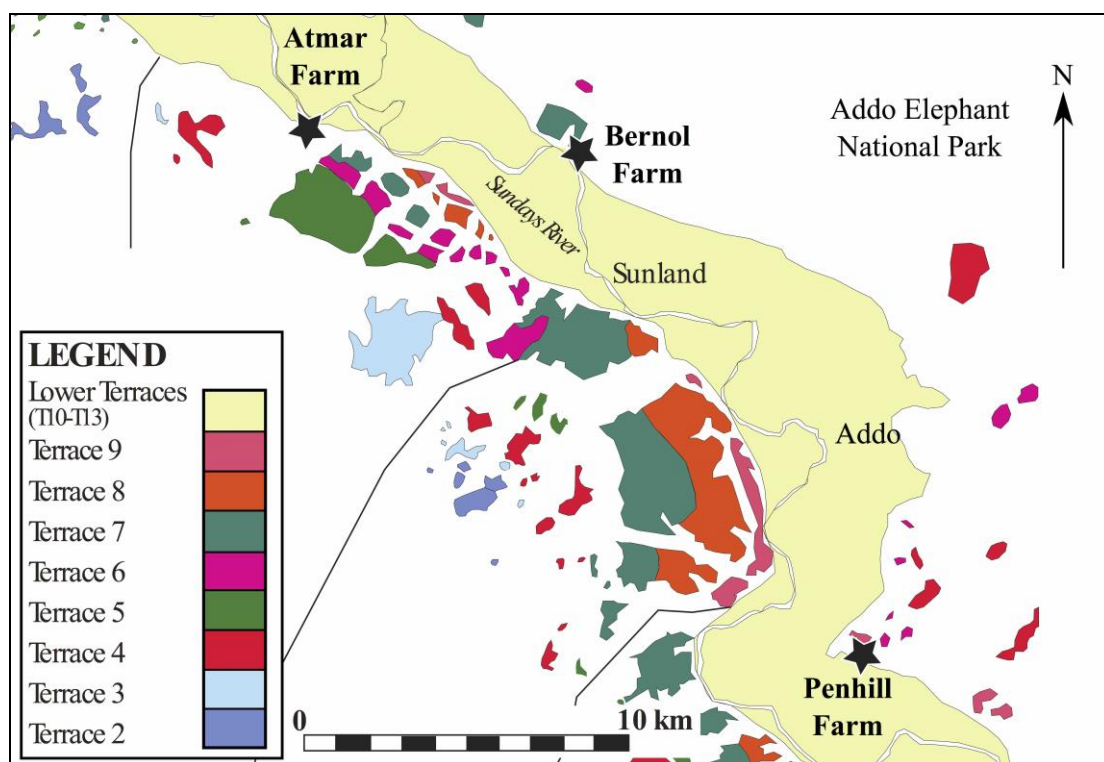 Atmar
Farm
Bernol
Farm
Addo Elephant
National Park
N
Sundays River
Sunland
Addo
Penhill
Farm
LEGEND
Lower Terraces
(T10-T13)
Terrace 9
Terrace 8
Terrace 7
Terrace 6
Terrace 5
Terrace 4
Terrace 3
Terrace 2
0 10 km